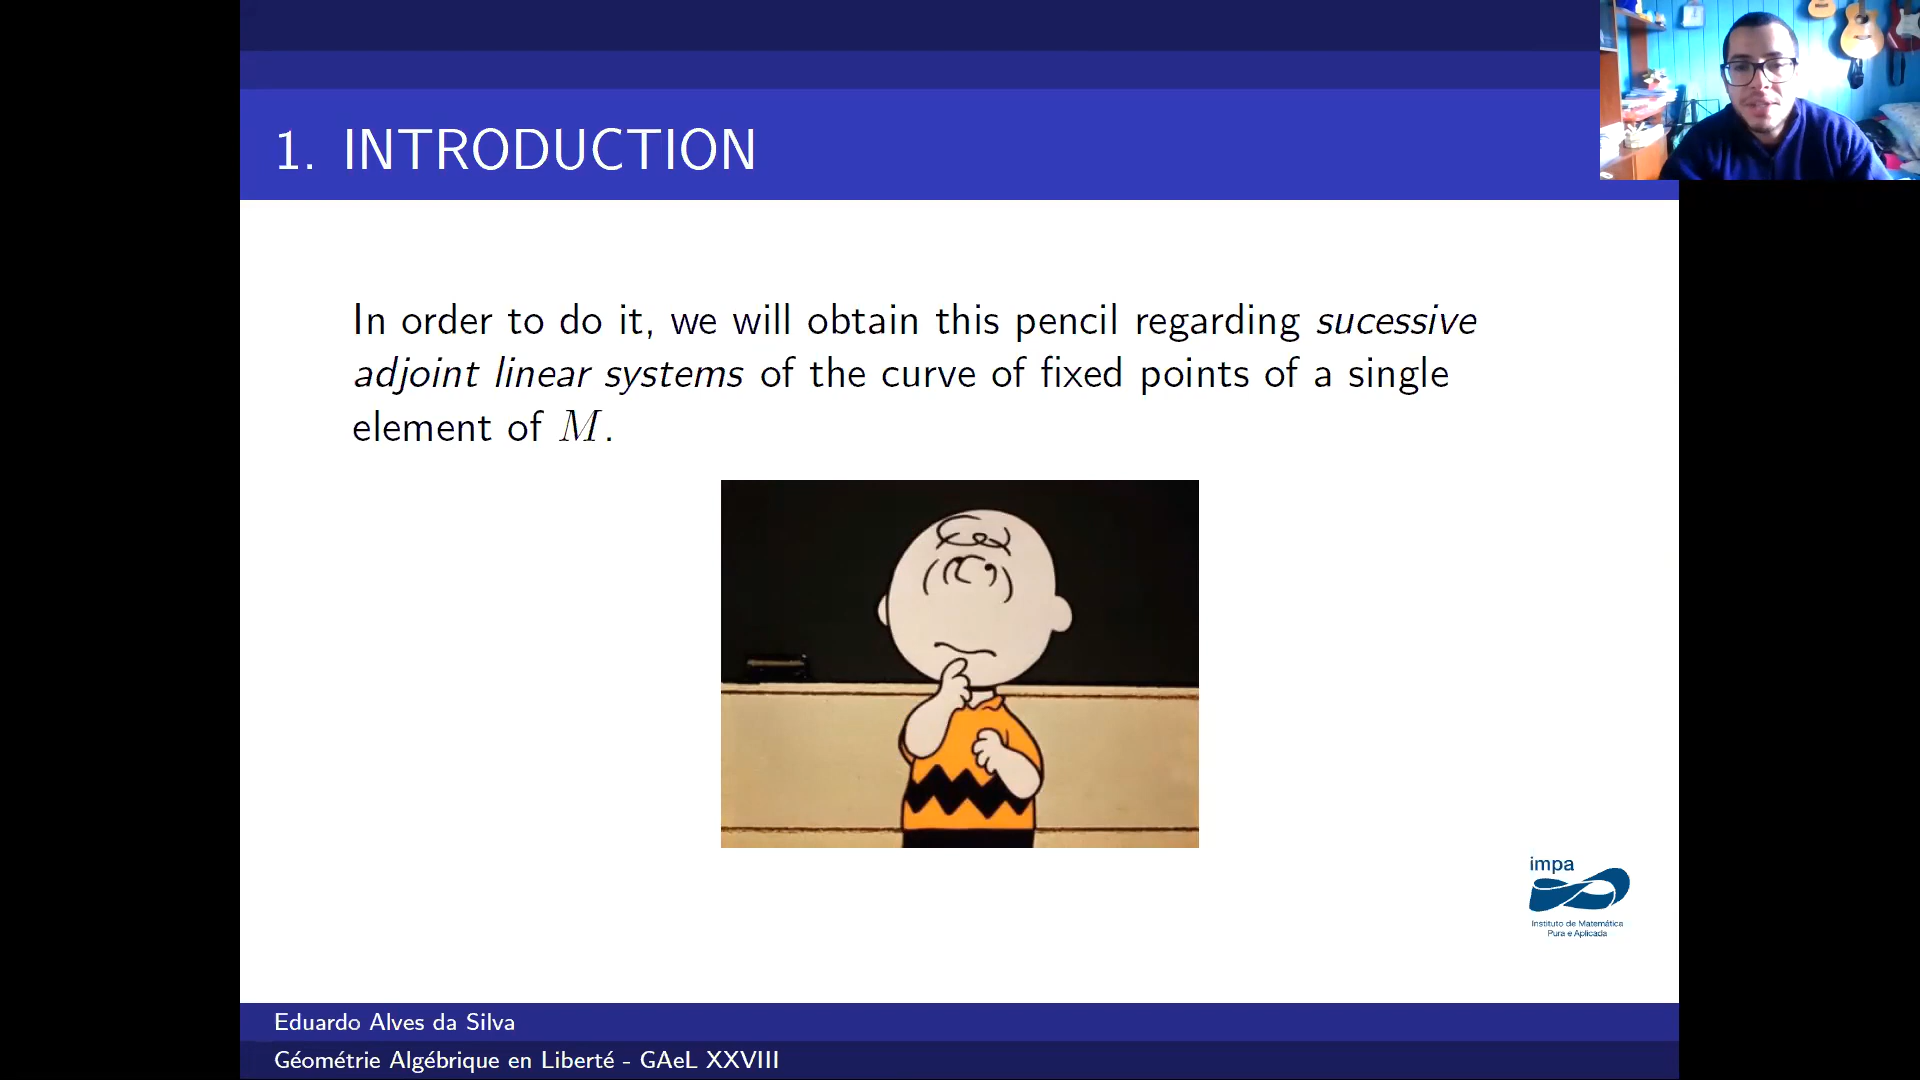 1. INTRODUCTION
In order to do it, we will obtain this pencil regarding sucessive
adjoint linear systems of the curve of fixed points of a single
element of M.
impa
Instituto de Matemática
Pura e Aplicada
Eduardo Alves da Silva
Géométrie Algébrique en Liberté - GAeL XXVIII